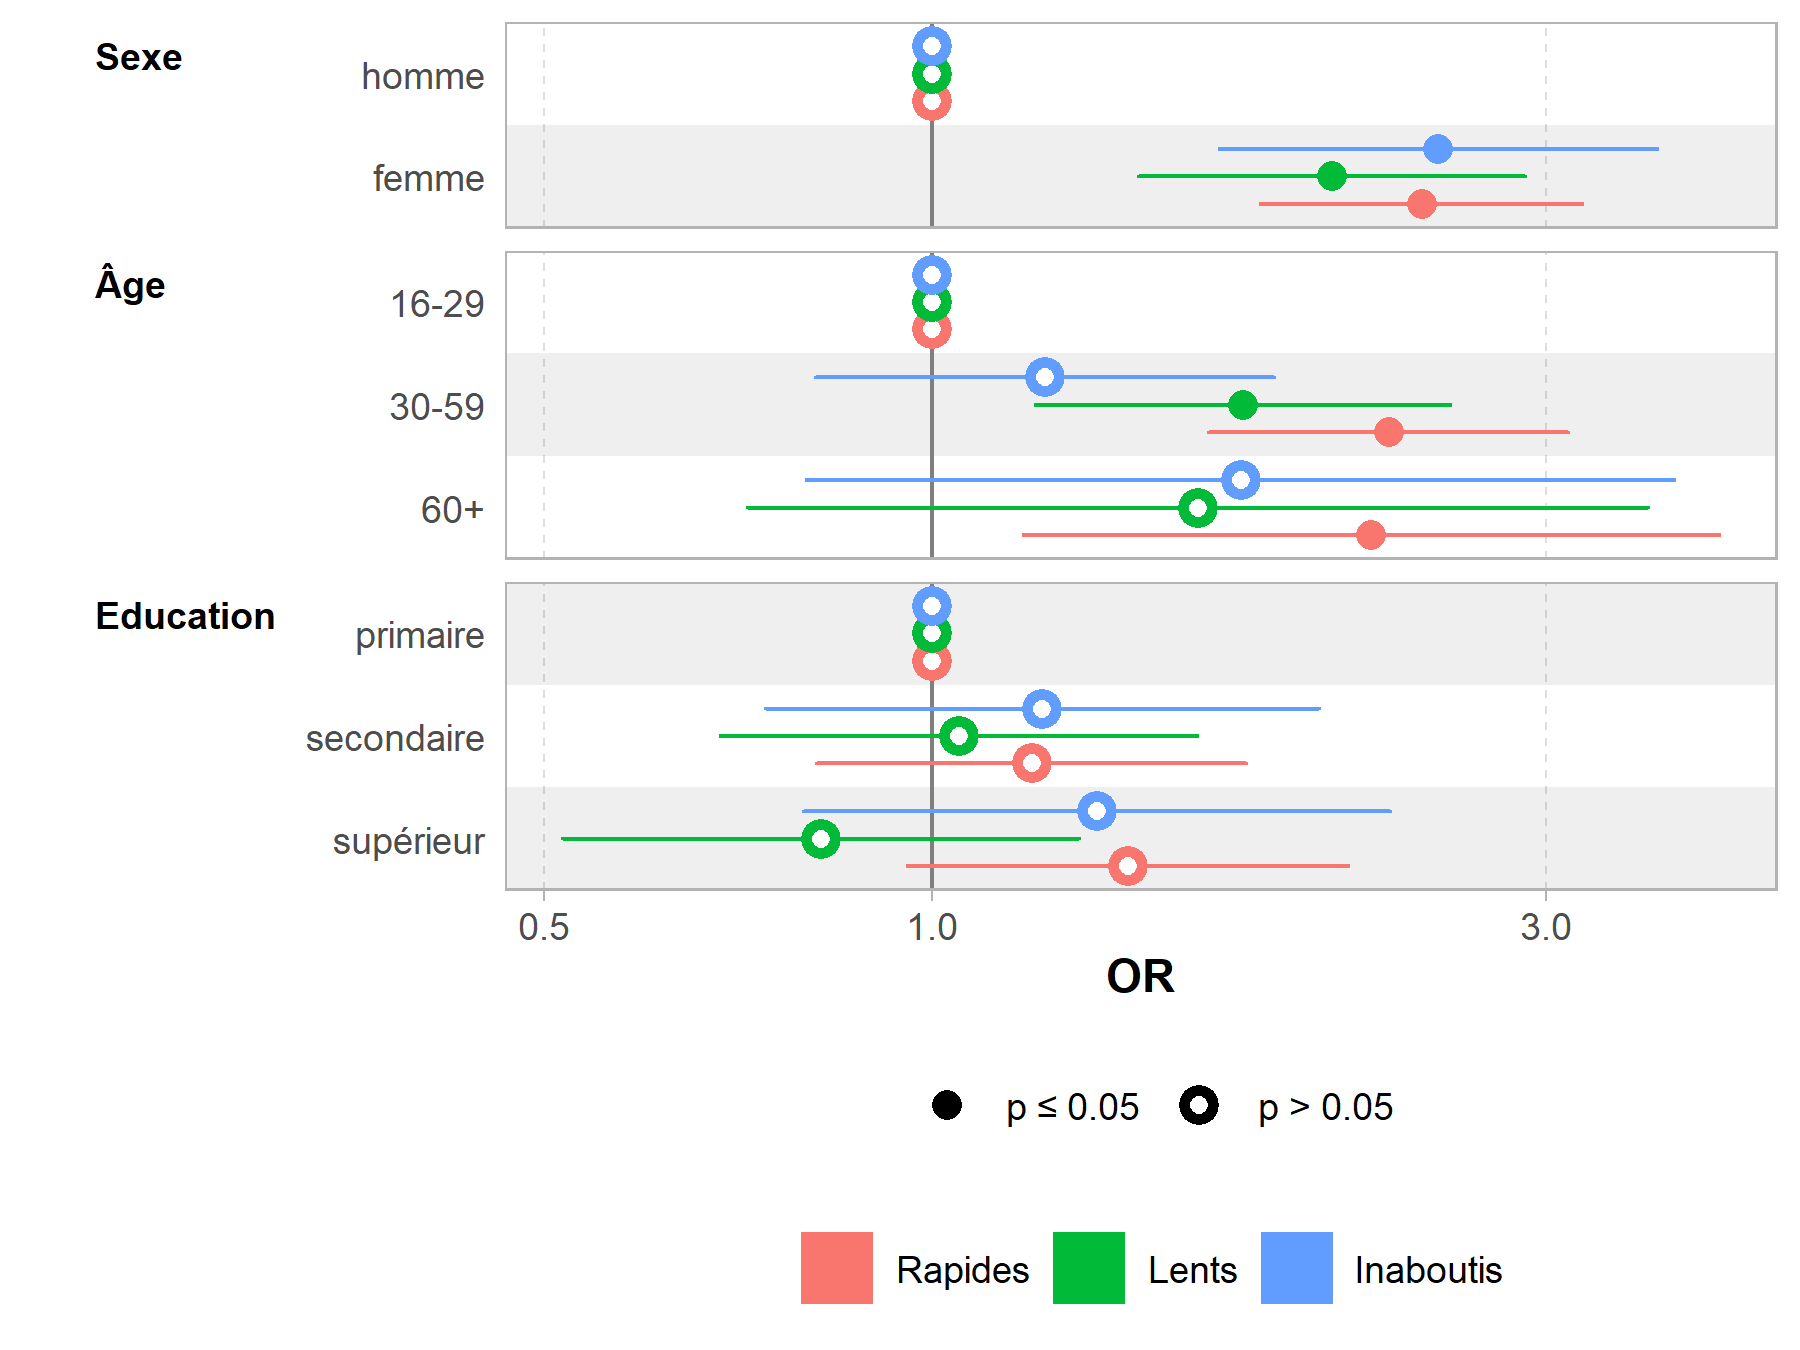 Sexe
homme
femme
Âge
16-29
30-59
60+
Education
primaire
secondaire
supérieur
0.5 1.0 3.0
OR
p ≤ 0.05 p > 0.05
Rapides Lents Inaboutis